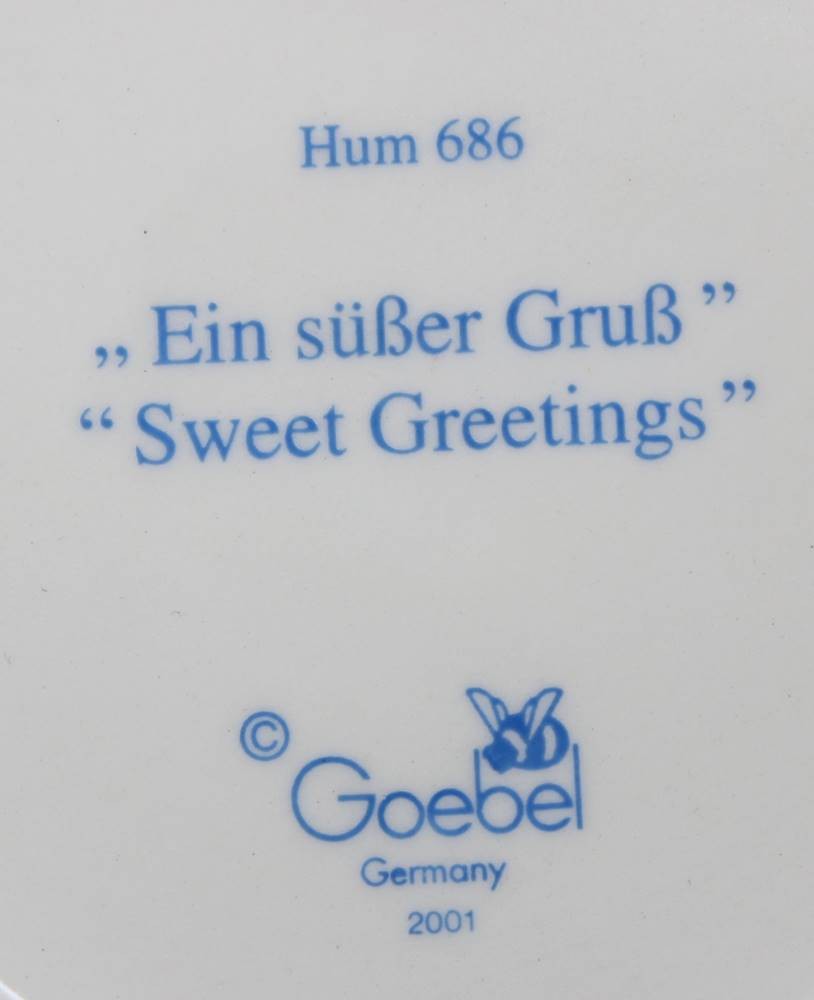 Hum 686
„Ein süßer Gruß”
“Sweet Greetings”
© Goebel
Germany
2001